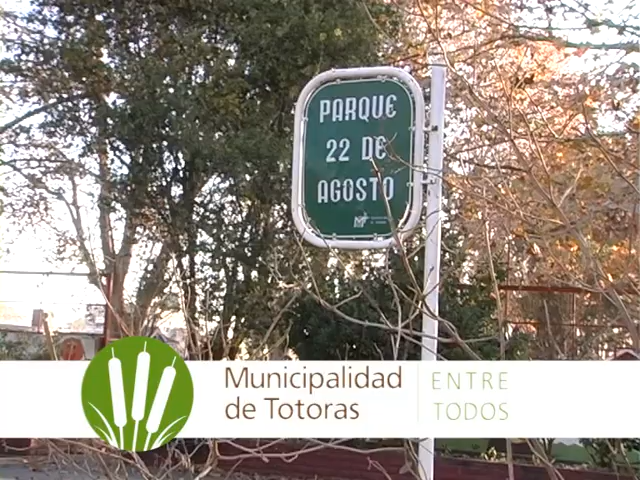 PARQUE
22 DE
AGOSTO
Municipalidad
de Totoras
ENTRE
TODOS